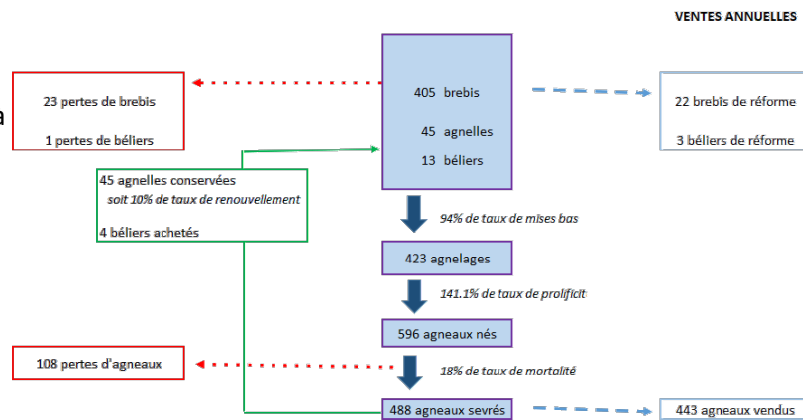 VENTES ANNUELLES
405 brebis
45 agnelles
13 béliers
23 pertes de brebis
1 pertes de béliers
a
22 brebis de réforme
3 béliers de réforme
45 agnelles conservées
soit 10% de taux de renouvellement
4 béliers achetés
94% de taux de mises bas
423 agnelages
141.1% de taux de prolificit
596 agneaux nés
108 pertes d'agneaux
18% de taux de mortalité
488 agneaux sevrés
443 agneaux vendus